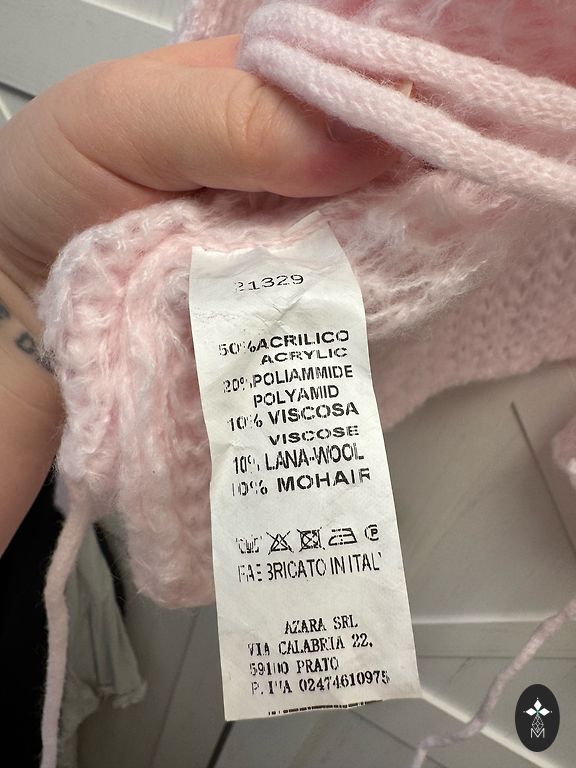 21329
50%ACRILICO
ACRYLIC
20%POLIAMMIDE
POLYAMID
10% VISCOSA
VISCOSE
10% LANA-WOOL
10% MOHAIR
P
FABBRICATO IN ITAL
AZARA SRL
VIA CALABRIA 22,
59100 PRATO
P.IVA 02474610975
M